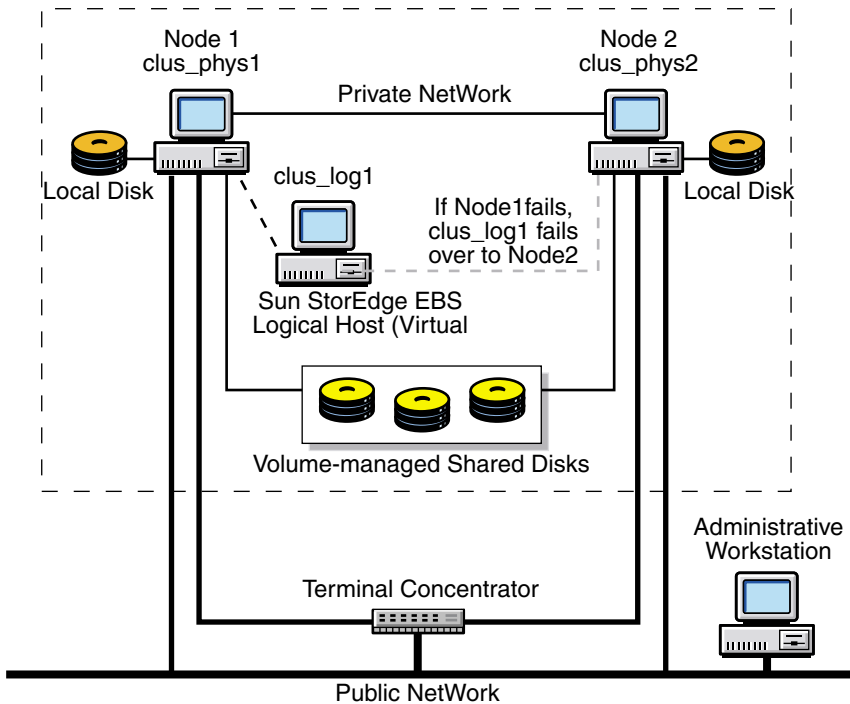 Node 1
clus_phys1
Node 2
clus_phys2
Private NetWork
Local Disk
clus_log1
Local Disk
If Node1fails,
clus_log1 fails
over to Node2
Sun StorEdge EBS
Logical Host (Virtual
Volume-managed Shared Disks
Administrative
Workstation
Terminal Concentrator
Public NetWork